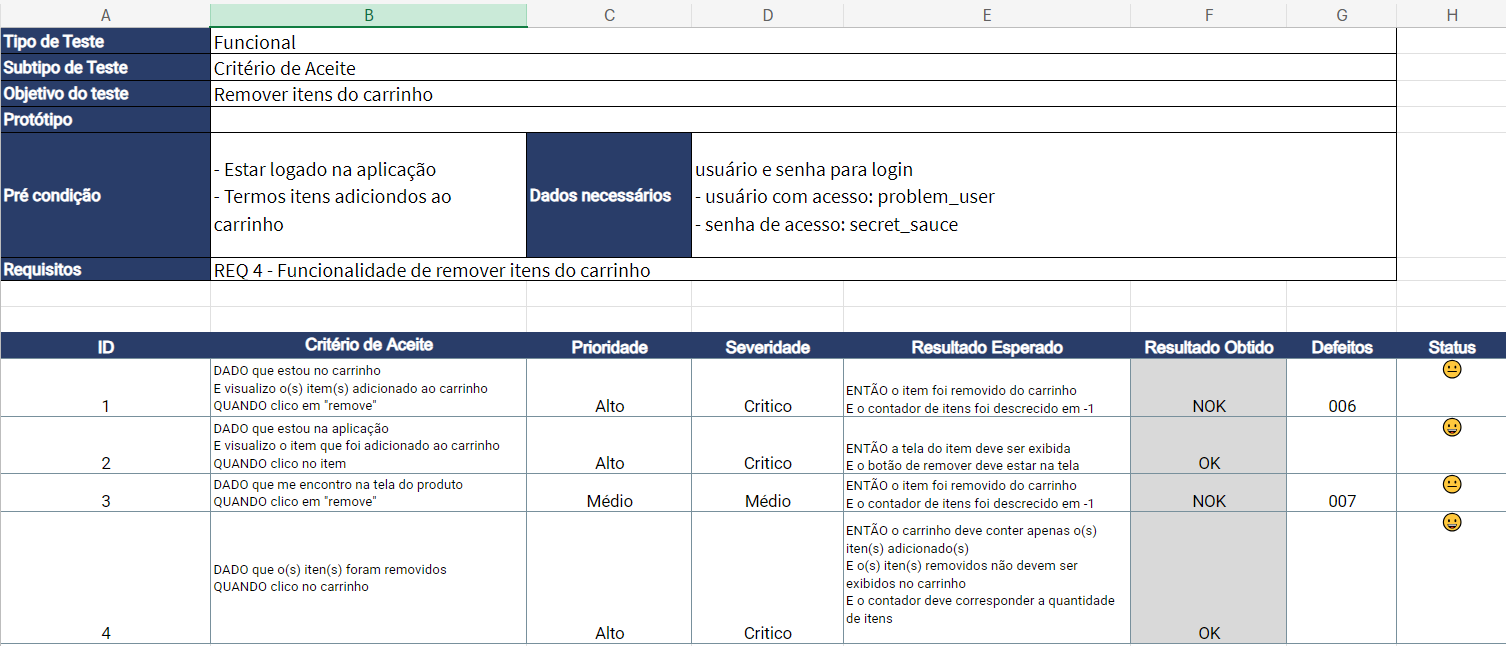 A B C D E F G H
Tipo de Teste Funcional
Subtipo de Teste Critério de Aceite
Objetivo do teste Remover itens do carrinho
Protótipo
Pré condição
- Estar logado na aplicação
- Termos itens adiciondos ao
carrinho
Dados necessários
usuário e senha para login
- usuário com acesso: problem_user
- senha de acesso: secret_sauce
Requisitos REQ 4 - Funcionalidade de remover itens do carrinho
ID Critério de Aceite Prioridade Severidade Resultado Esperado Resultado Obtido Defeitos Status
1
DADO que estou no carrinho
E visualizo o(s) item(s) adicionado ao carrinho
QUANDO clico em "remove"
Alto
Critico
ENTÃO o item foi removido do carrinho
E o contador de itens foi descrecido em -1
NOK
006
2
DADO que estou na aplicação
E visualizo o item que foi adicionado ao carrinho
QUANDO clico no item
Alto
Critico
ENTÃO a tela do item deve ser exibida
E o botão de remover deve estar na tela
OK
3
DADO que me encontro na tela do produto
QUANDO clico em "remove"
Médio
Médio
ENTÃO o item foi removido do carrinho
E o contador de itens foi descrecido em -1
NOK
007
4
DADO que o(s) iten(s) foram removidos
QUANDO clico no carrinho
Alto
Critico
ENTÃO o carrinho deve conter apenas o(s)
iten(s) adicionado(s)
E o(s) iten(s) removidos não devem ser
exibidos no carrinho
E o contador deve corresponder a quantidade
de itens
OK